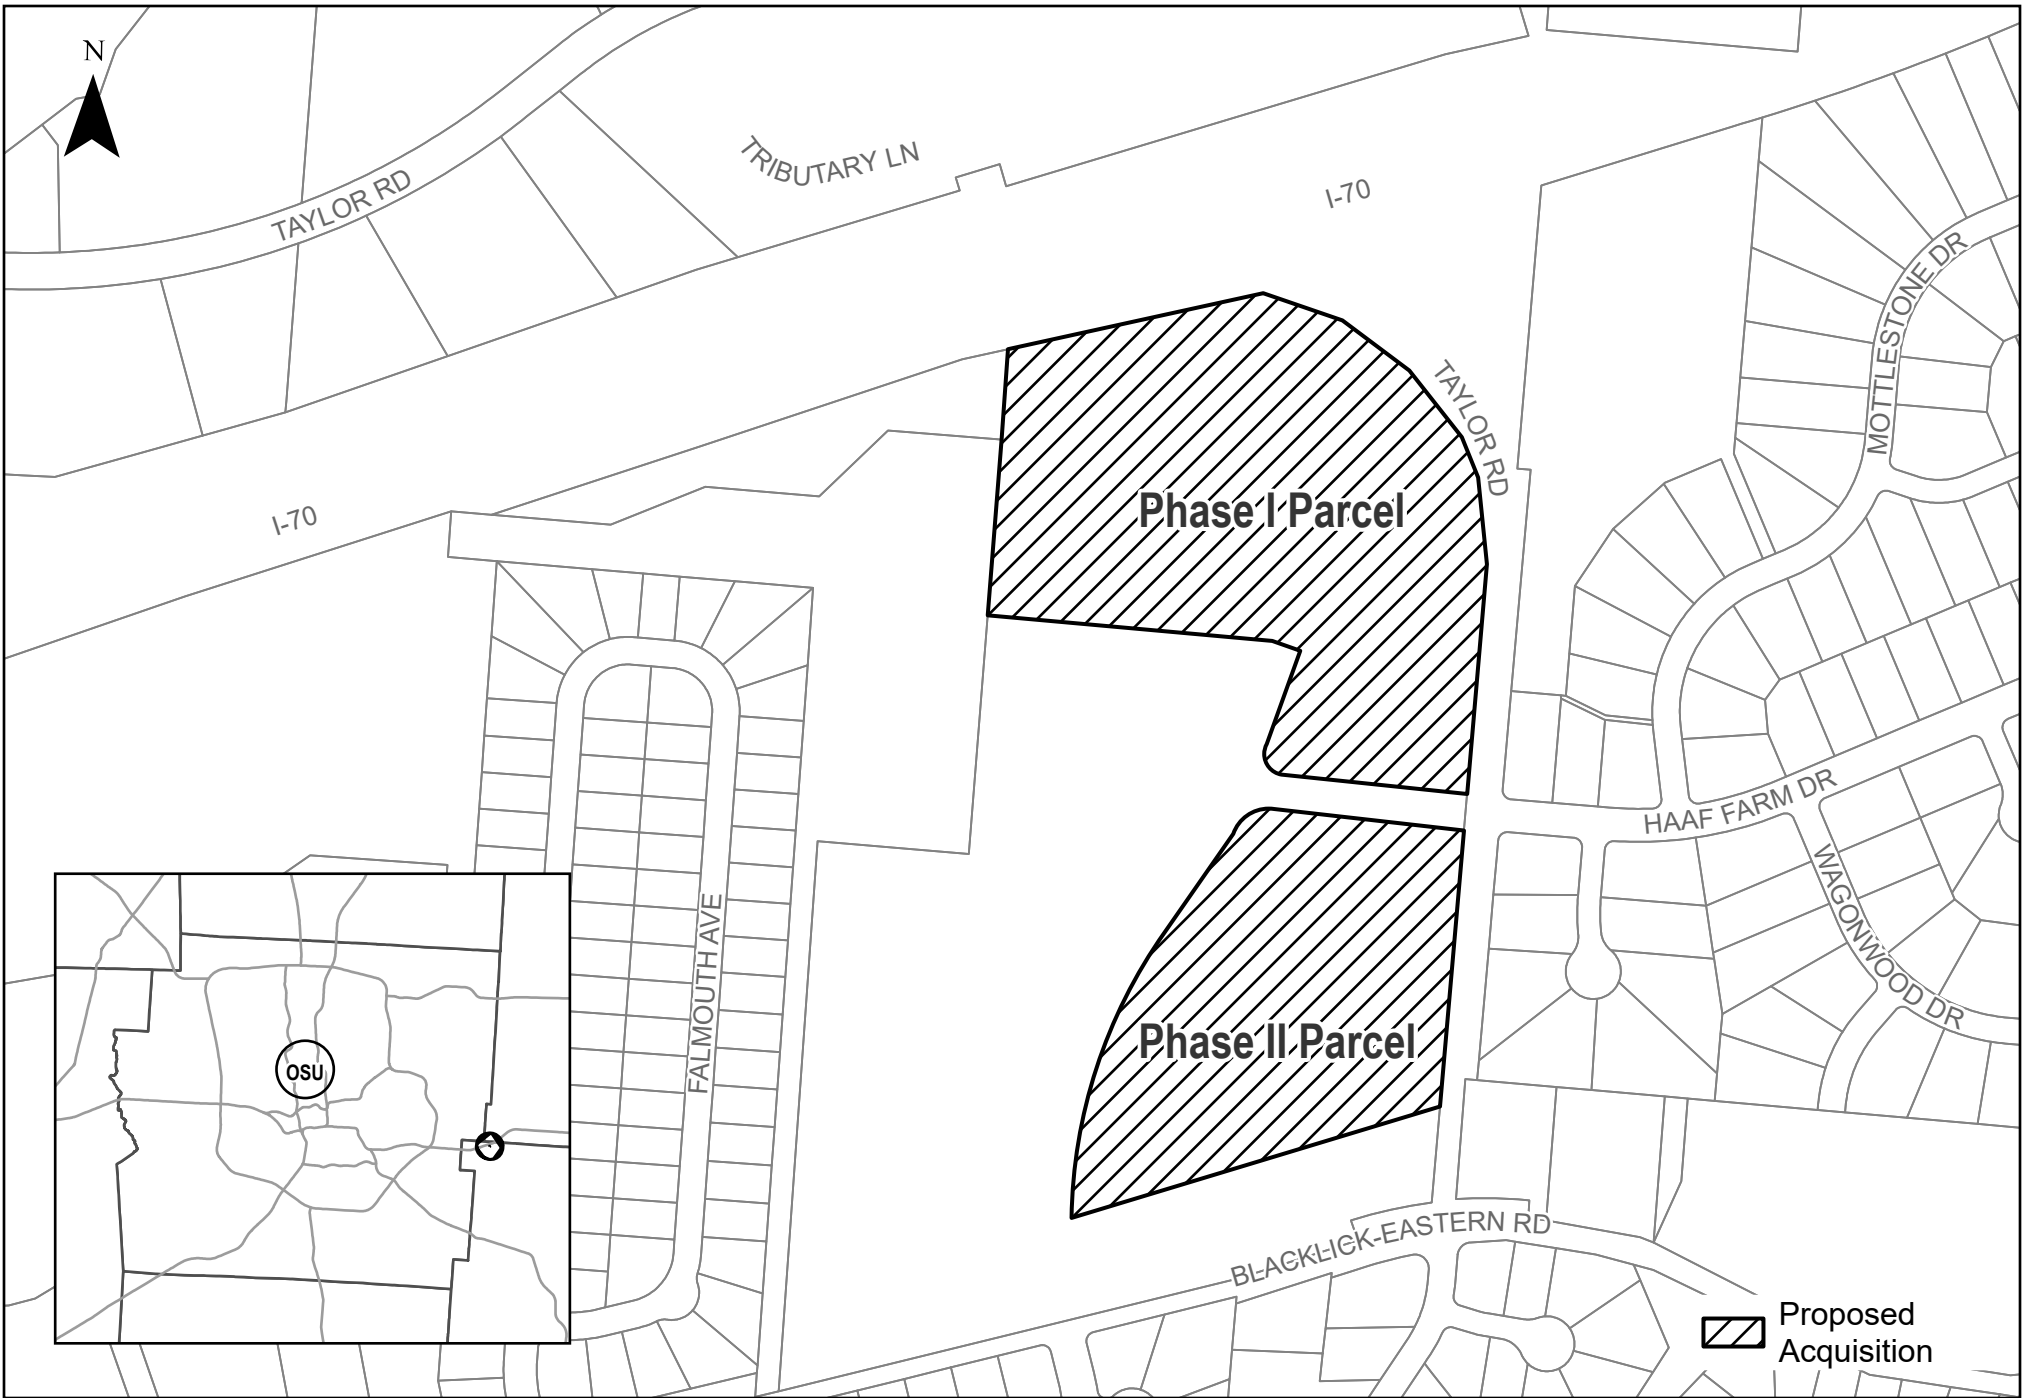 N
TRIBUTARY LN
TAYLOR RD
I-70
MOTTLESTONE DR
TAYLOR RD
I-70
Phase I Parcel
HAAF FARM DR
WAGONWOOD DR
FALMOUTH AVE
Phase II Parcel
OSU
BLACKLICK-EASTERN RD
Proposed
Acquisition